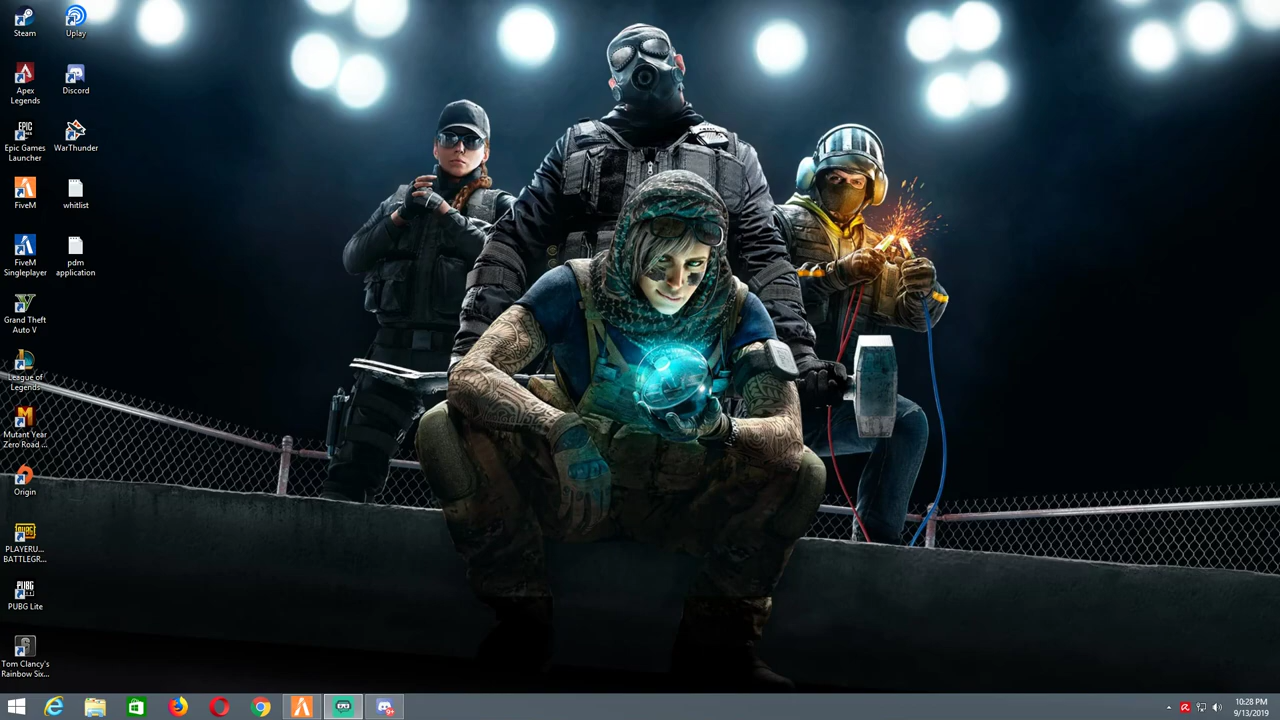 Steam
Uplay
Apex
Legends
Discord
Epic Games
Launcher
WarThunder
FiveM
whitlist
FiveM
Singleplayer
pdm
application
Grand Theft
Auto V
League of
Legends
Mutant Year
Zero Road ...
Origin
PLAYERU...
BATTLEGR...
PUBG Lite
Tom Clancy's
Rainbow Six...
10:28 PM
9/13/2019